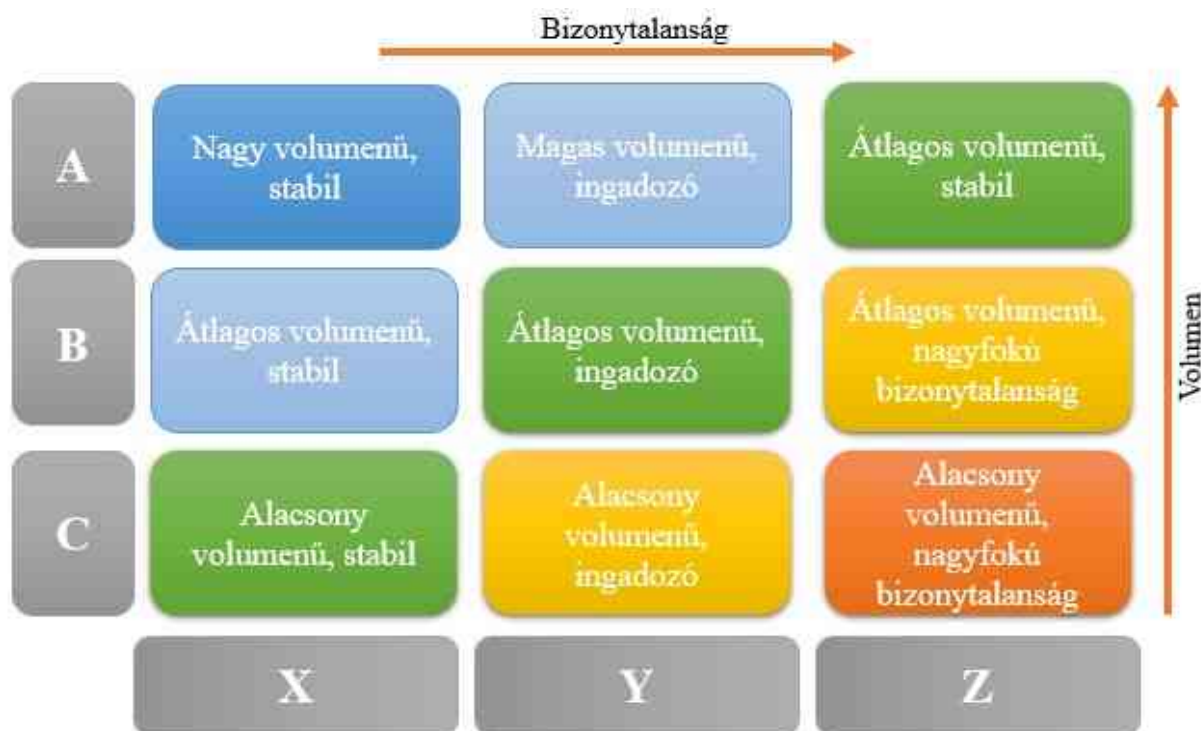 Bizonytalanság
A
Nagy volumenű,
stabil
Magas volumenű,
ingadozó
Átlagos volumenű,
stabil
B
Átlagos volumenű,
stabil
Átlagos volumenű,
ingadozó
Átlagos volumenű,
nagyfokú
bizonytalanság
Volumen
C
Alacsony
volumenű, stabil
Alacsony
volumenű,
ingadozó
Alacsony
volumenű,
nagyfokú
bizonytalanság
X
Y
Z